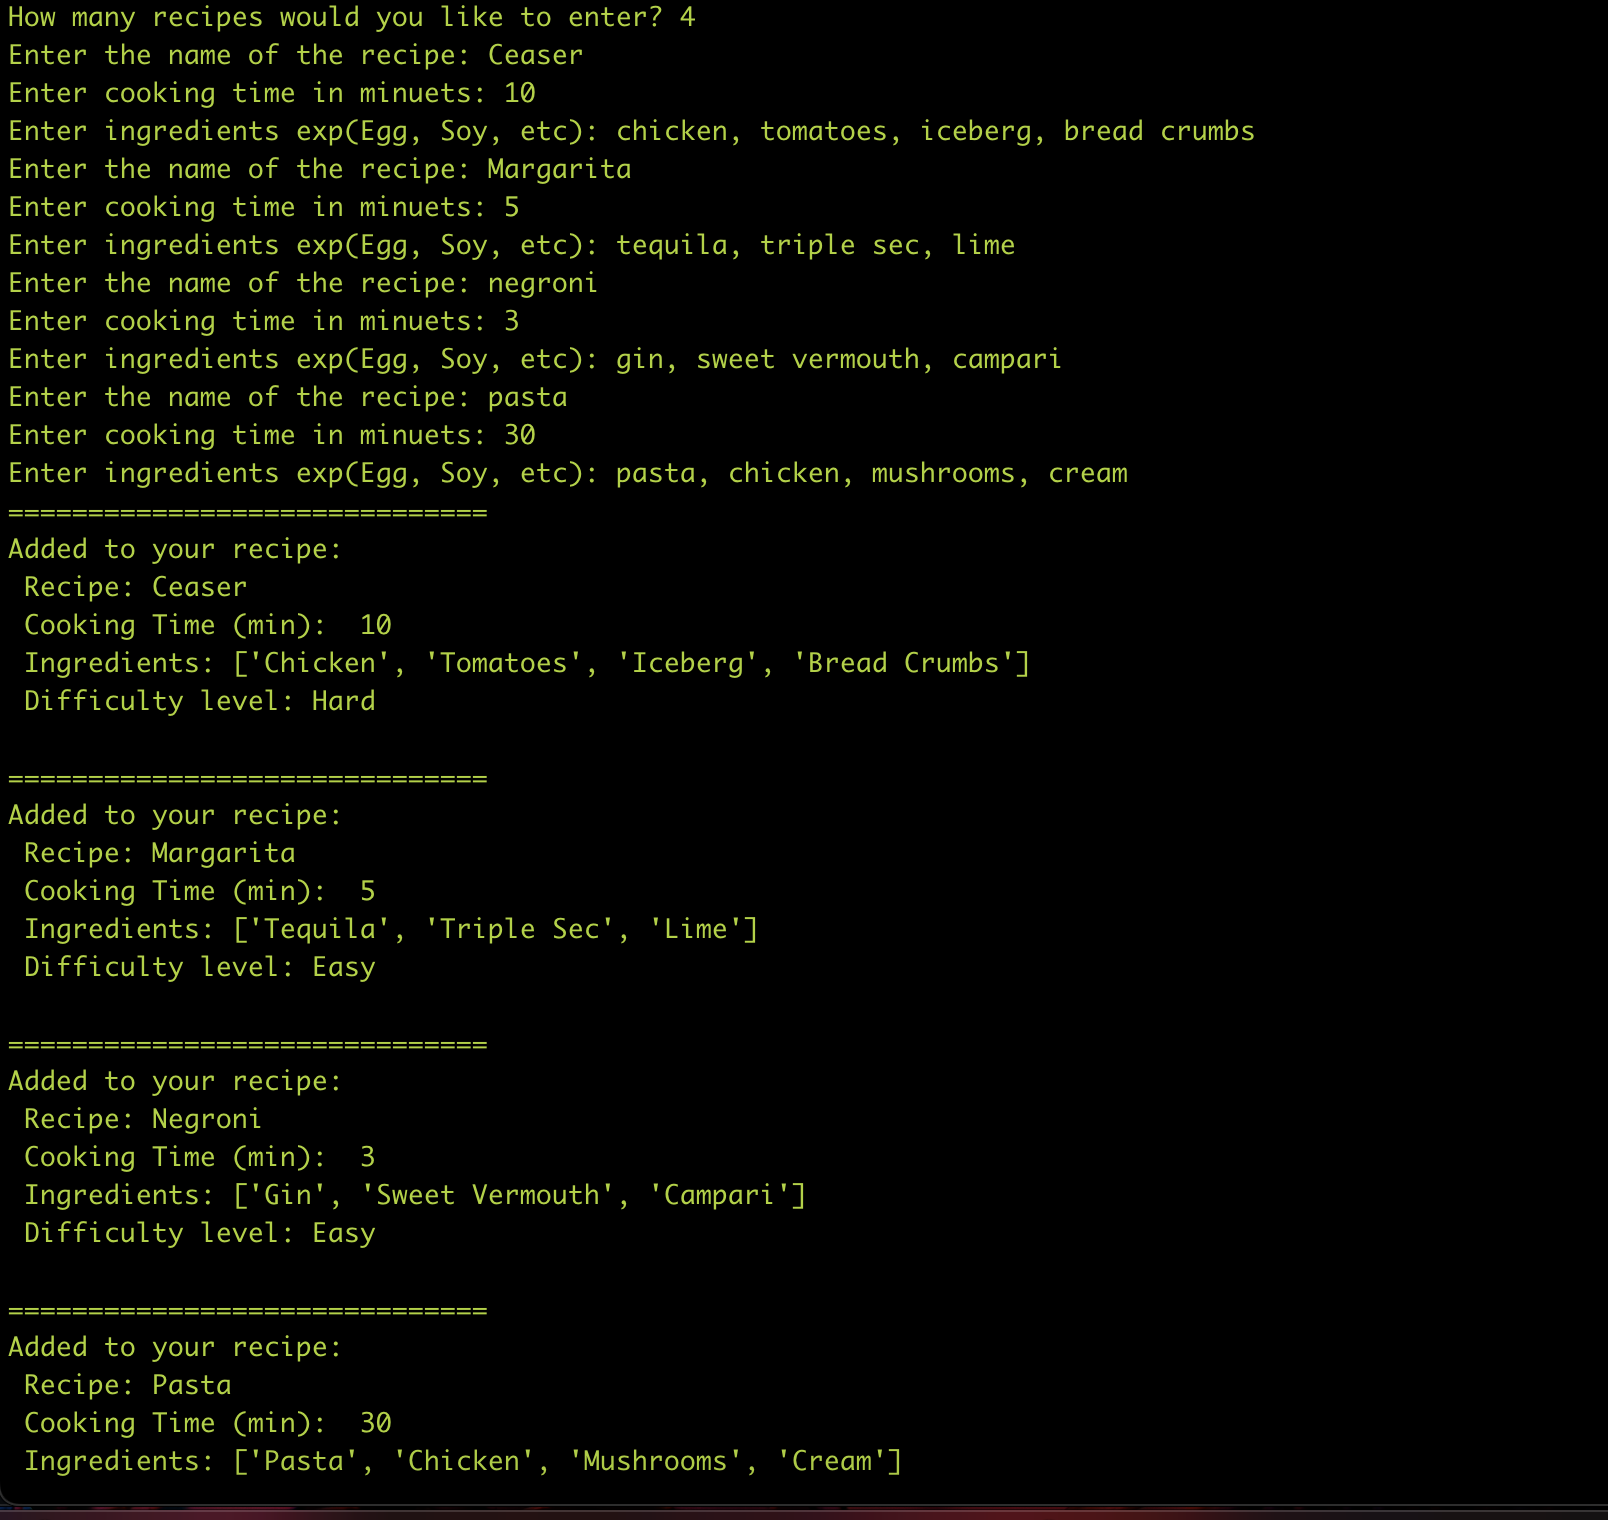 How many recipes would you like to enter? 4
Enter the name of the recipe: Ceaser
Enter cooking time in minuets: 10
Enter ingredients exp(Egg, Soy, etc): chicken, tomatoes, iceberg, bread crumbs
Enter the name of the recipe: Margarita
Enter cooking time in minuets: 5
Enter ingredients exp(Egg, Soy, etc): tequila, triple sec, lime
Enter the name of the recipe: negroni
Enter cooking time in minuets: 3
Enter ingredients exp(Egg, Soy, etc): gin, sweet vermouth, campari
Enter the name of the recipe: pasta
Enter cooking time in minuets: 30
Enter ingredients exp(Egg, Soy, etc): pasta, chicken, mushrooms, cream
==============================
Added to your recipe:
 Recipe: Ceaser
 Cooking Time (min):  10
 Ingredients: ['Chicken', 'Tomatoes', 'Iceberg', 'Bread Crumbs']
 Difficulty level: Hard

==============================
Added to your recipe:
 Recipe: Margarita
 Cooking Time (min):  5
 Ingredients: ['Tequila', 'Triple Sec', 'Lime']
 Difficulty level: Easy

==============================
Added to your recipe:
 Recipe: Negroni
 Cooking Time (min):  3
 Ingredients: ['Gin', 'Sweet Vermouth', 'Campari']
 Difficulty level: Easy

==============================
Added to your recipe:
 Recipe: Pasta
 Cooking Time (min):  30
 Ingredients: ['Pasta', 'Chicken', 'Mushrooms', 'Cream']